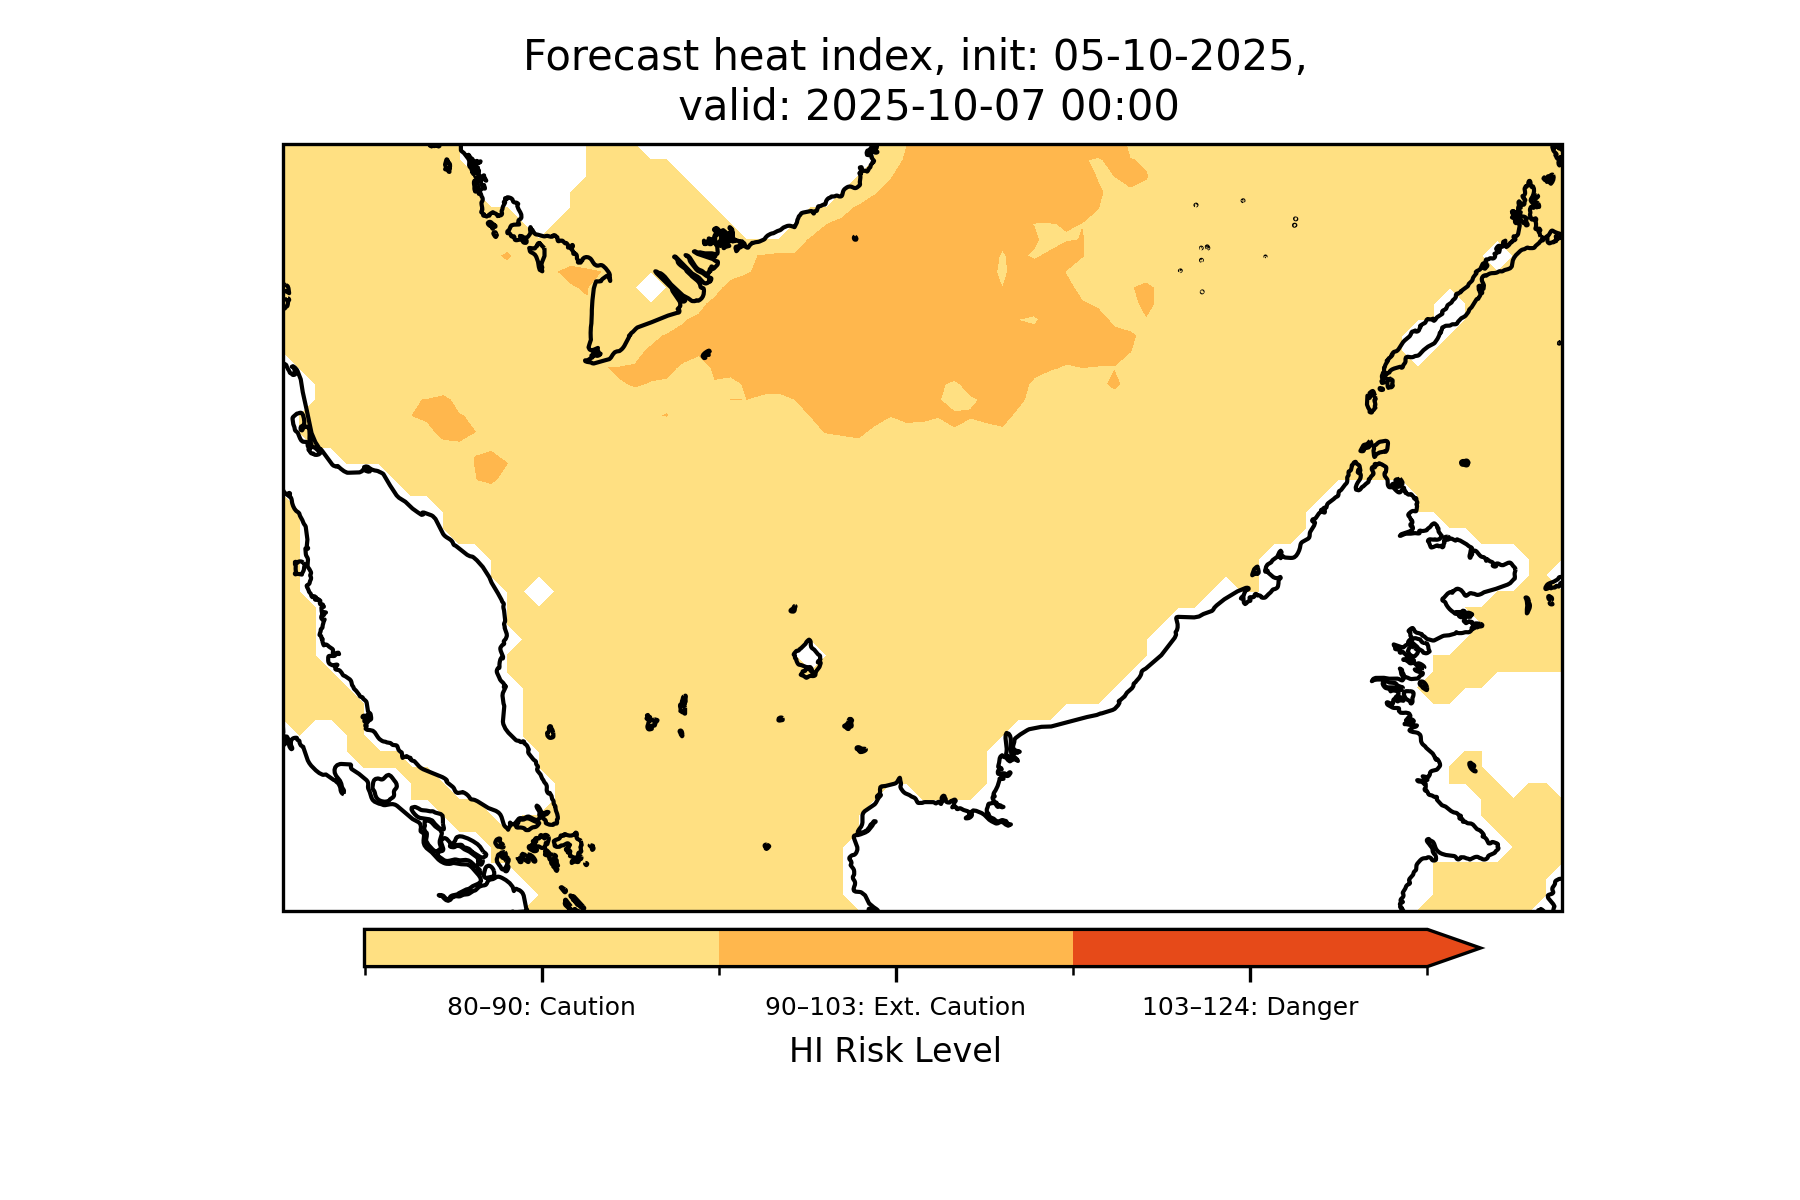 Forecast heat index, init: 05-10-2025,
valid: 2025-10-07 00:00
80–90: Caution
90–103: Ext. Caution
103–124: Danger
HI Risk Level